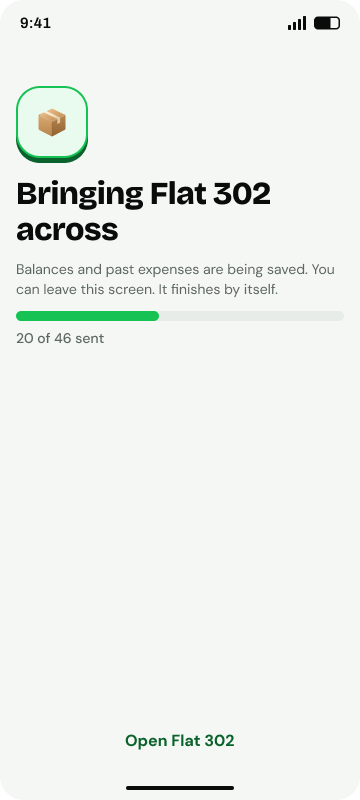 9:41
Bringing Flat 302
across
Balances and past expenses are being saved. You
can leave this screen. It finishes by itself.
20 of 46 sent
Open Flat 302